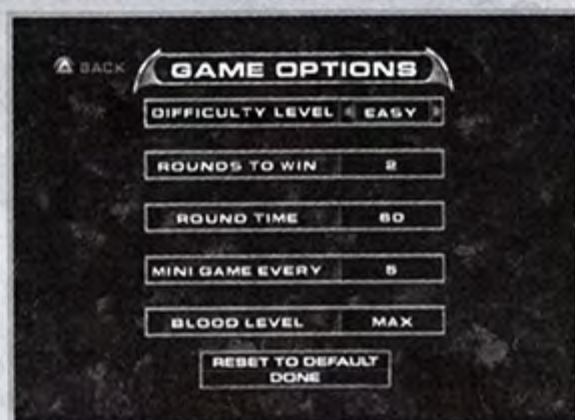 BACK
GAME OPTIONS
DIFFICULTY LEVEL EASY
ROUNDS TO WIN 2
ROUND TIME 60
MINI GAME EVERY 5
BLOOD LEVEL MAX
RESET TO DEFAULT
DONE